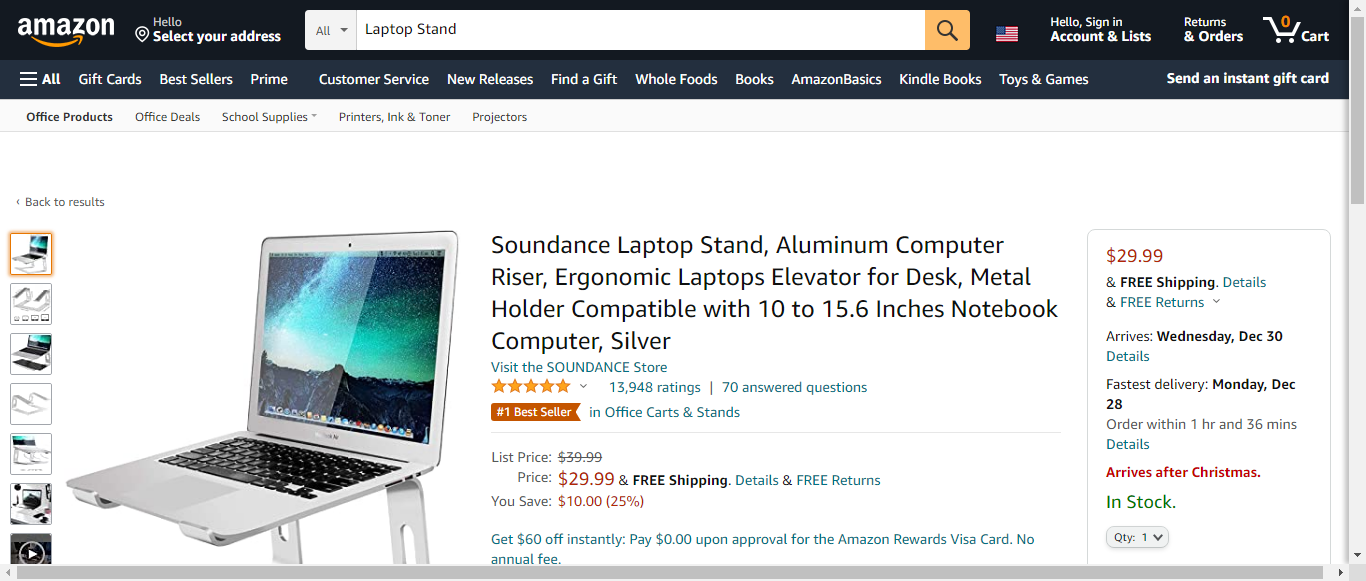 amazon
Hello
Select your address
All
Laptop Stand
Hello, Sign in
Account & Lists
Returns
& Orders
0
Cart
All
Gift Cards
Best Sellers
Prime
Customer Service
New Releases
Find a Gift
Whole Foods
Books
AmazonBasics
Kindle Books
Toys & Games
Send an instant gift card
Office Products
Office Deals
School Supplies
Printers, Ink & Toner
Projectors
‹ Back to results
Soundance Laptop Stand, Aluminum Computer
Riser, Ergonomic Laptops Elevator for Desk, Metal
Holder Compatible with 10 to 15.6 Inches Notebook
Computer, Silver
Visit the SOUNDANCE Store
13,948 ratings | 70 answered questions
#1 Best Seller in Office Carts & Stands
List Price: $39.99
Price: $29.99 & FREE Shipping. Details & FREE Returns
You Save: $10.00 (25%)
Get $60 off instantly: Pay $0.00 upon approval for the Amazon Rewards Visa Card. No
annual fee.
$29.99
& FREE Shipping. Details
& FREE Returns
Arrives: Wednesday, Dec 30
Details
Fastest delivery: Monday, Dec
28
Order within 1 hr and 36 mins
Details
Arrives after Christmas.
In Stock.
Qty: 1
MacBook Air